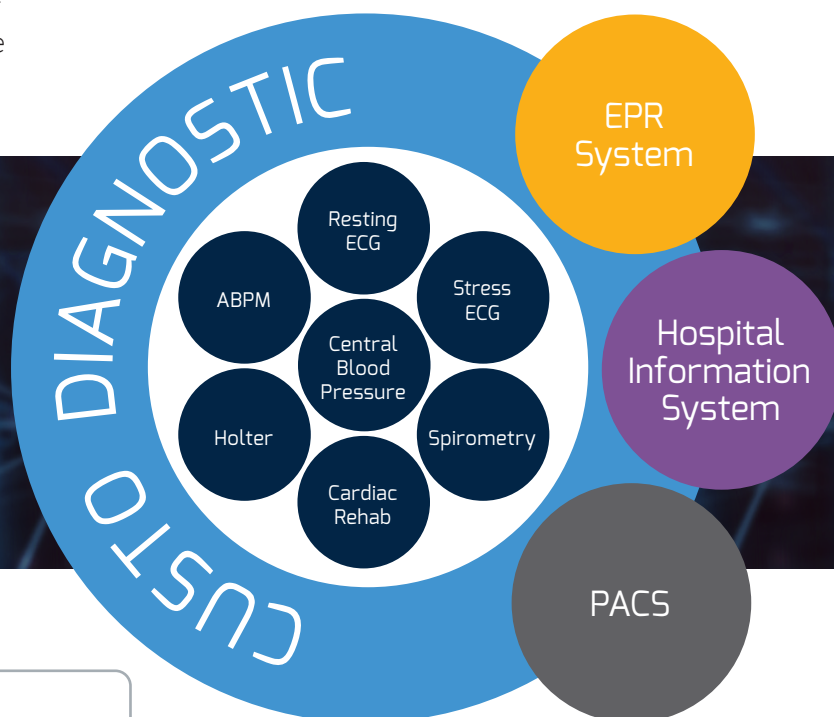 e
CUSTO DIAGNOSTIC
EPR
System
Resting
ECG
ABPM
Stress
ECG
Central
Blood
Pressure
Hospital
Information
System
Holter
Spirometry
Cardiac
Rehab
PACS